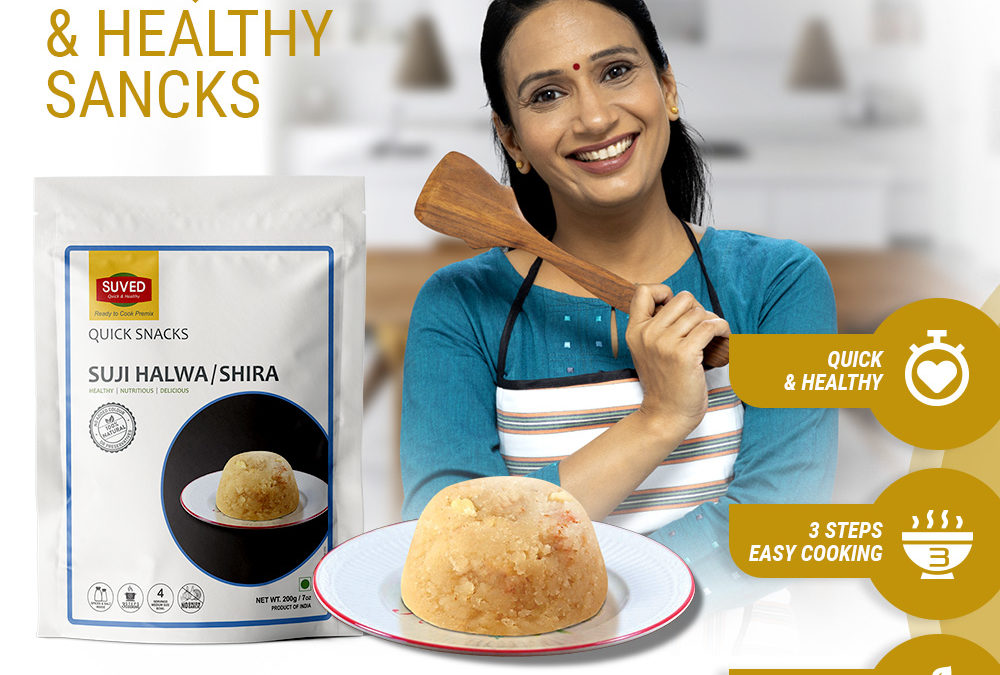 & HEALTHY
SANCKS
SUVED
Quick & Healthy
Ready to Cook Premix
QUICK SNACKS
SUJI HALWA/SHIRA
HEALTHY | NUTRITIOUS | DELICIOUS
100%
NATURAL
4
NET WT. 200g / 7oz
PRODUCT OF INDIA
QUICK
& HEALTHY
3 STEPS
EASY COOKING
3